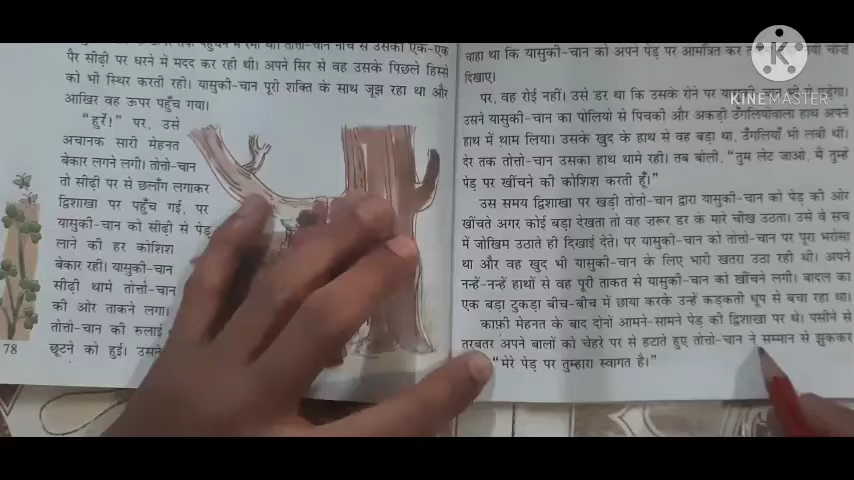 पैर सीढ़ी पर धरने में मदद कर रही थी। अपने सिर से वह उसके पिछले हिस्से
को भी स्थिर करती रही। यासुकी-चान पूरी शक्ति के साथ जूझ रहा था और
आखिर वह ऊपर पहुँच गया।
"हुर्रे!" पर, उसे
अचानक सारी मेहनत
बेकार लगने लगी। तोत्तो-चान
तो सीढ़ी पर से छलाँग लगाकर
द्विशाखा पर पहुँच गई, पर
यासुकी-चान को सीढ़ी से पेड़
लाने की हर कोशिश
बेकार रही। यासुकी-चान
सीढ़ी थामे तोत्तो-चान
की ओर ताकने लगा।
तोत्तो-चान की रुलाई
छूटने को हुई। उसने
78
चाहा था कि यासुकी-चान को अपने पेड़ पर आमंत्रित कर
दिखाए।
पर, वह रोई नहीं। उसे डर था कि उसके रोने पर
उसने यासुकी-चान का पोलियो से पिचकी और अकड़ी उँगलियोंवाला हाथ अपने
हाथ में थाम लिया। उसके खुद के हाथ से वह बड़ा था, उँगलियाँ भी लंबी थीं।
देर तक तोत्तो-चान उसका हाथ थामे रही। तब बोली, "तुम लेट जाओ, मैं तुम्हें
पेड़ पर खींचने की कोशिश करती हूँ।"
उस समय द्विशाखा पर खड़ी तोत्तो-चान द्वारा यासुकी-चान को पेड़ की ओर
खींचते अगर कोई बड़ा देखता तो वह ज़रूर डर के मारे चीख उठता। उसे वे सच
में जोखिम उठाते ही दिखाई देते। पर यासुकी-चान को तोत्तो-चान पर पूरा भरोसा
था और वह खुद भी यासुकी-चान के लिए भारी खतरा उठा रही थी। अपने
नन्हें-नन्हें हाथों से वह पूरी ताकत से यासुकी-चान को खींचने लगी। बादल का
एक बड़ा टुकड़ा बीच-बीच में छाया करके उन्हें कड़कती धूप से बचा रहा था।
काफ़ी मेहनत के बाद दोनों आमने-सामने पेड़ की द्विशाखा पर थे। पसीने से
तरबतर अपने बालों को चेहरे पर से हटाते हुए तोत्तो-चान ने सम्मान से झुककर
"मेरे पेड़ पर तुम्हारा स्वागत है।"
K
KINEMASTER